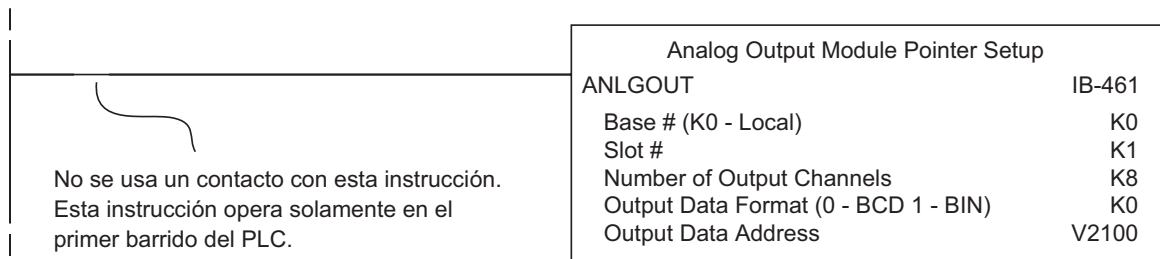 Analog Output Module Pointer Setup
ANLGOUT IB-461
Base # (K0 - Local) K0
Slot # K1
Number of Output Channels K8
Output Data Format (0 - BCD 1 - BIN) K0
Output Data Address V2100
No se usa un contacto con esta instrucción.
Esta instrucción opera solamente en el
primer barrido del PLC.